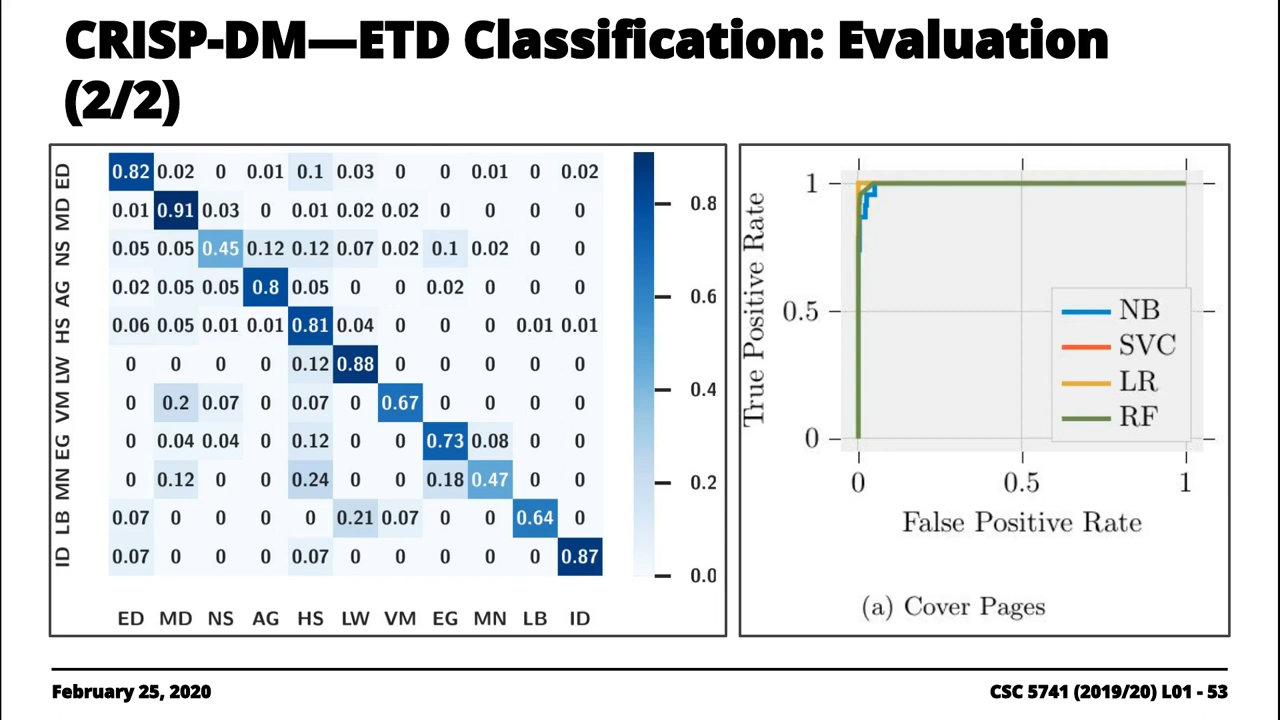 CRISP-DM—ETD Classification: Evaluation
(2/2)
ED 0.82 0.02 0 0.01 0.1 0.03 0 0 0.01 0 0.02
MD 0.01 0.91 0.03 0 0.01 0.02 0.02 0 0 0 0
NS 0.05 0.05 0.45 0.12 0.12 0.07 0.02 0.1 0.02 0 0
AG 0.02 0.05 0.05 0.8 0.05 0 0 0.02 0 0 0
HS 0.06 0.05 0.01 0.01 0.81 0.04 0 0 0 0.01 0.01
LW 0 0 0 0 0.12 0.88 0 0 0 0 0
VM 0 0.2 0.07 0 0.07 0 0.67 0 0 0 0
EG 0 0.04 0.04 0 0.12 0 0 0.73 0.08 0 0
MN 0 0.12 0 0 0.24 0 0 0.18 0.47 0 0
LB 0.07 0 0 0 0 0.21 0.07 0 0 0.64 0
ID 0.07 0 0 0 0.07 0 0 0 0 0 0.87
ED MD NS AG HS LW VM EG MN LB ID
0.8
0.6
0.4
0.2
0.0
True Positive Rate
1
0.5
0
NB
SVC
LR
RF
0 0.5 1
False Positive Rate
(a) Cover Pages
February 25, 2020
CSC 5741 (2019/20) L01 - 53